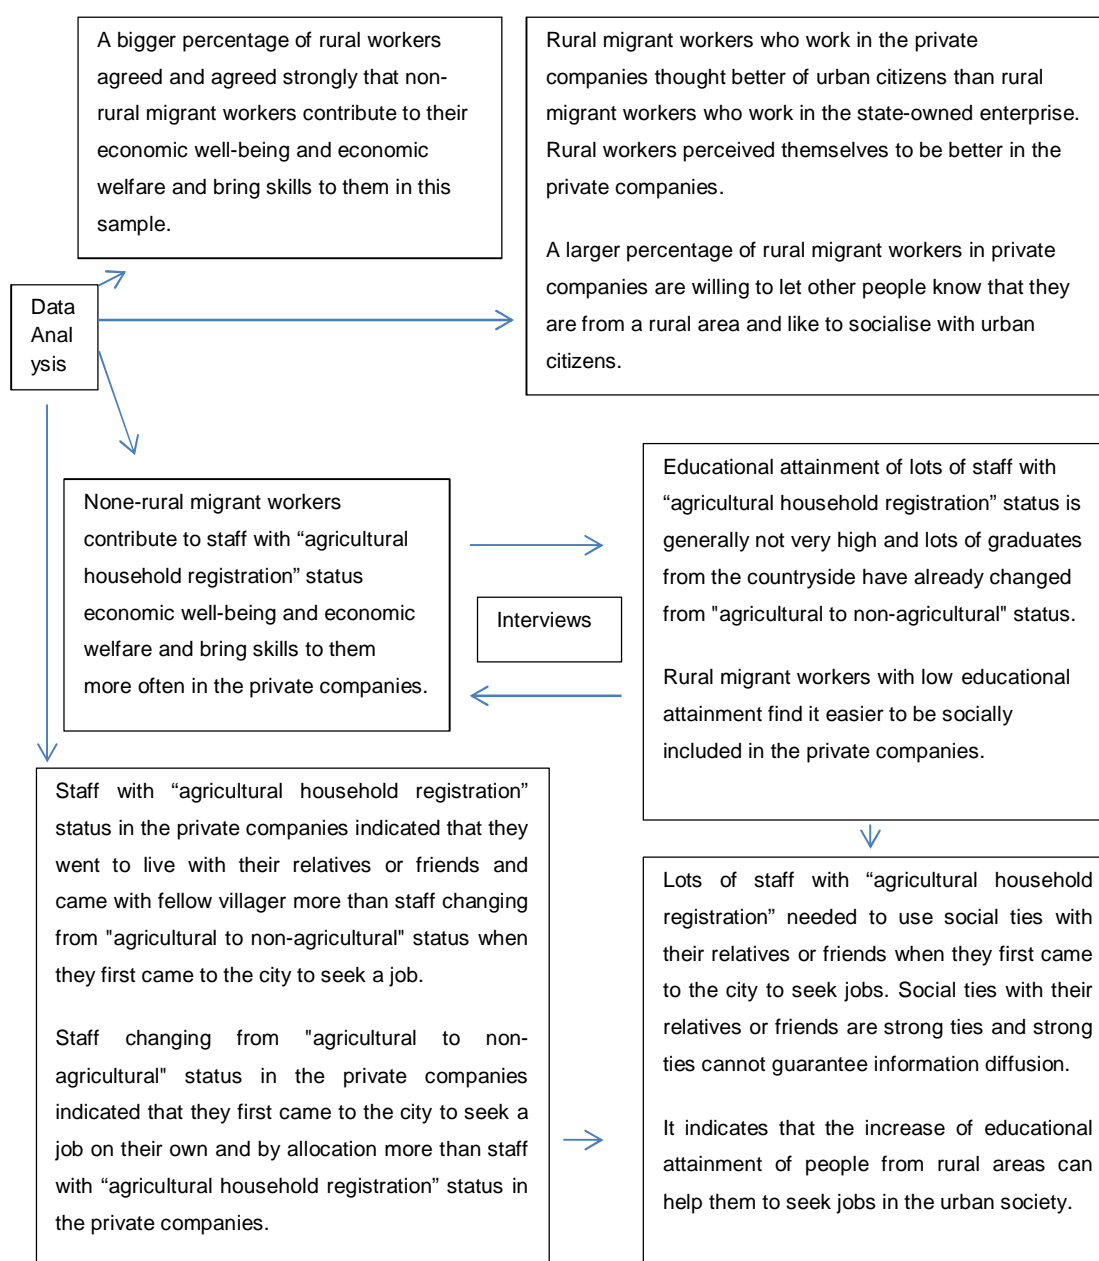 A bigger percentage of rural workers
agreed and agreed strongly that non-
rural migrant workers contribute to their
economic well-being and economic
welfare and bring skills to them in this
sample.
Rural migrant workers who work in the private
companies thought better of urban citizens than rural
migrant workers who work in the state-owned enterprise.
Rural workers perceived themselves to be better in the
private companies.
A larger percentage of rural migrant workers in private
companies are willing to let other people know that they
are from a rural area and like to socialise with urban
citizens.
Data
Anal
ysis
None-rural migrant workers
contribute to staff with “agricultural
household registration” status
economic well-being and economic
welfare and bring skills to them
more often in the private companies.
Interviews
Educational attainment of lots of staff with
“agricultural household registration” status is
generally not very high and lots of graduates
from the countryside have already changed
from "agricultural to non-agricultural" status.
Rural migrant workers with low educational
attainment find it easier to be socially
included in the private companies.
Staff with “agricultural household registration”
status in the private companies indicated that they
went to live with their relatives or friends and
came with fellow villager more than staff changing
from "agricultural to non-agricultural" status when
they first came to the city to seek a job.
Staff changing from "agricultural to non-
agricultural" status in the private companies
indicated that they first came to the city to seek a
job on their own and by allocation more than staff
with “agricultural household registration” status in
the private companies.
Lots of staff with “agricultural household
registration” needed to use social ties with
their relatives or friends when they first came
to the city to seek jobs. Social ties with their
relatives or friends are strong ties and strong
ties cannot guarantee information diffusion.
It indicates that the increase of educational
attainment of people from rural areas can
help them to seek jobs in the urban society.